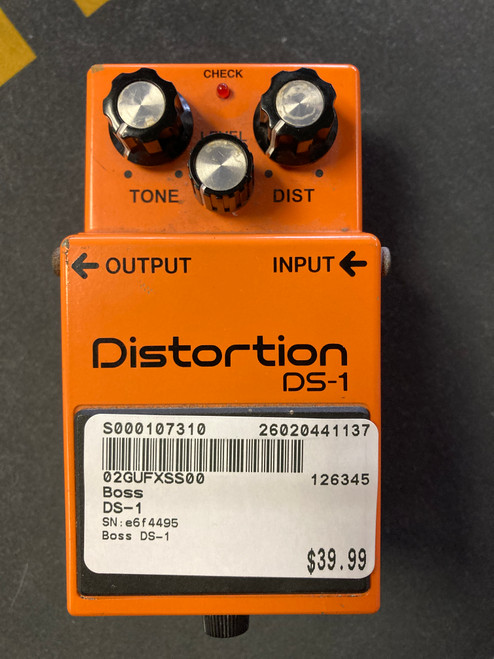 CHECK
LEVEL
TONE
DIST
OUTPUT
INPUT
Distortion
DS-1
S000107310 26020441137
02GUFXSS00 126345
Boss
DS-1
SN:e6f4495
Boss DS-1
$39.99